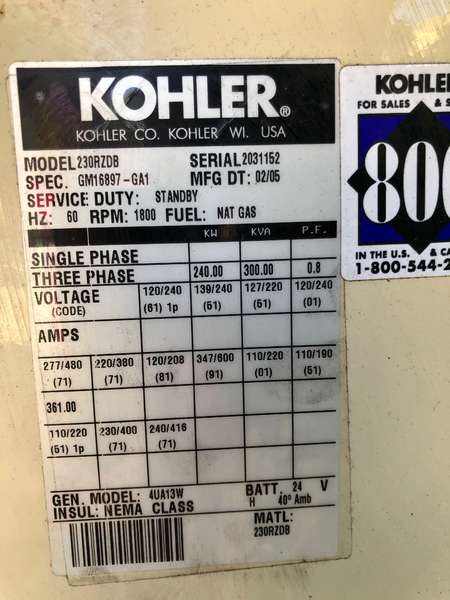 KOHLER®
KOHLER CO. KOHLER WI. USA
MODEL 230RZDB SERIAL 2031152
SPEC. GM16897-GA1 MFG DT: 02/05
SERVICE DUTY: STANDBY
HZ: 60 RPM: 1800 FUEL: NAT GAS
KW KVA P.F.
SINGLE PHASE
THREE PHASE 240.00 300.00 0.8
VOLTAGE 120/240 139/240 127/220 120/240
(CODE) (61) 1p (51) (51) (01)
AMPS
277/480 220/380 120/208 347/600 110/220 110/190
(71) (71) (81) (91) (01) (51)
361.00
110/220 230/400 240/416
(51) 1p (71) (71)
GEN. MODEL: 4UA13W BATT. 24 V
INSUL: NEMA CLASS H 40° Amb
MATL:
230RZDB
KOHLE
FOR SALES & S
800
IN THE U.S. & CA
1-800-544-2